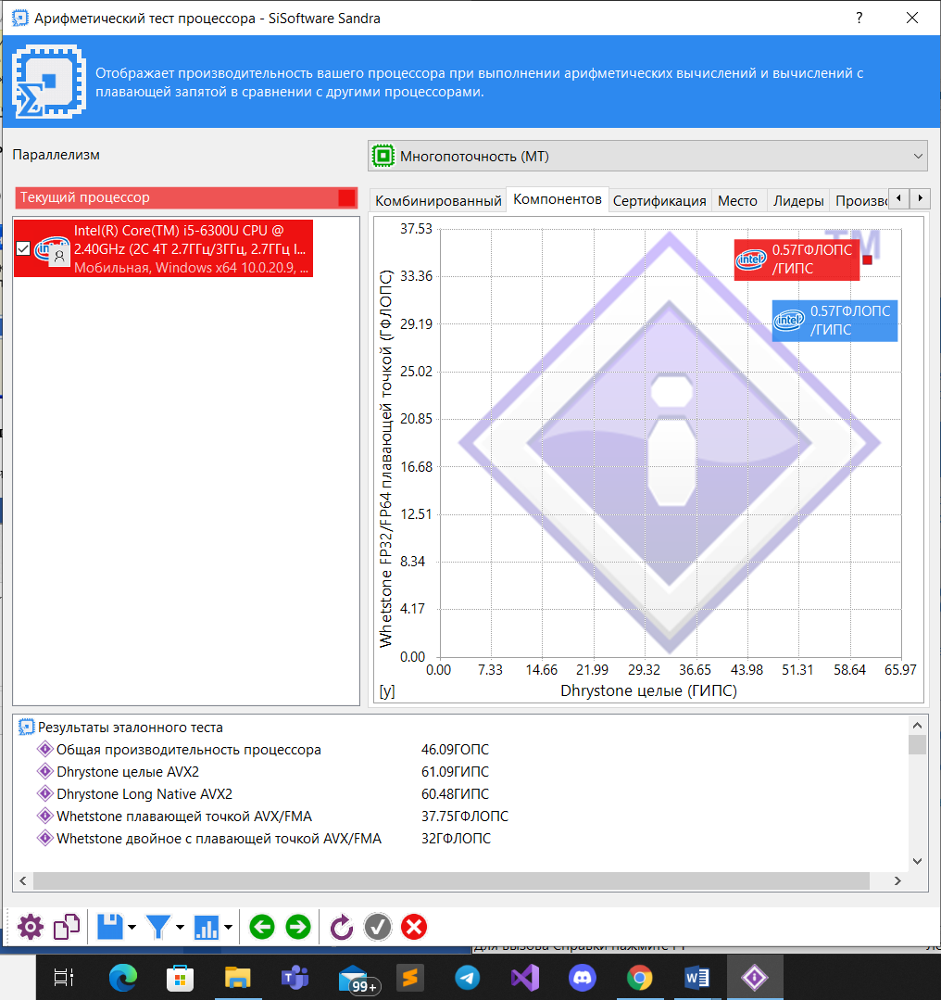 Арифметический тест процессора - SiSoftware Sandra
?
Отображает производительность вашего процессора при выполнении арифметических вычислений и вычислений с
плавающей запятой в сравнении с другими процессорами.
Параллелизм
Многопоточность (МТ)
Текущий процессор
Intel(R) Core(TM) i5-6300U CPU @
2.40GHz (2C 4T 2.7ГГц/3ГГц, 2.7ГГц I...
Мобильная, Windows x64 10.0.20.9, ...
Комбинированный
Компонентов
Сертификация
Место
Лидеры
Произвс
Whetstone FP32/FP64 плавающей точкой (ГФЛОПС)
37.53
33.36
29.19
25.02
20.85
16.68
12.51
8.34
4.17
0.00
TM
intel
0.57ГФЛОПС
/ГИПС
intel
0.57ГФЛОПС
/ГИПС
0.00 7.33 14.66 21.99 29.32 36.65 43.98 51.31 58.64 65.97
[y]
Dhrystone целые (ГИПС)
Результаты эталонного теста
Общая производительность процессора 46.09ГОПС
Dhrystone целые AVX2 61.09ГИПС
Dhrystone Long Native AVX2 60.48ГИПС
Whetstone плавающей точкой AVX/FMA 37.75ГФЛОПС
Whetstone двойное с плавающей точкой AVX/FMA 32ГФЛОПС
99+